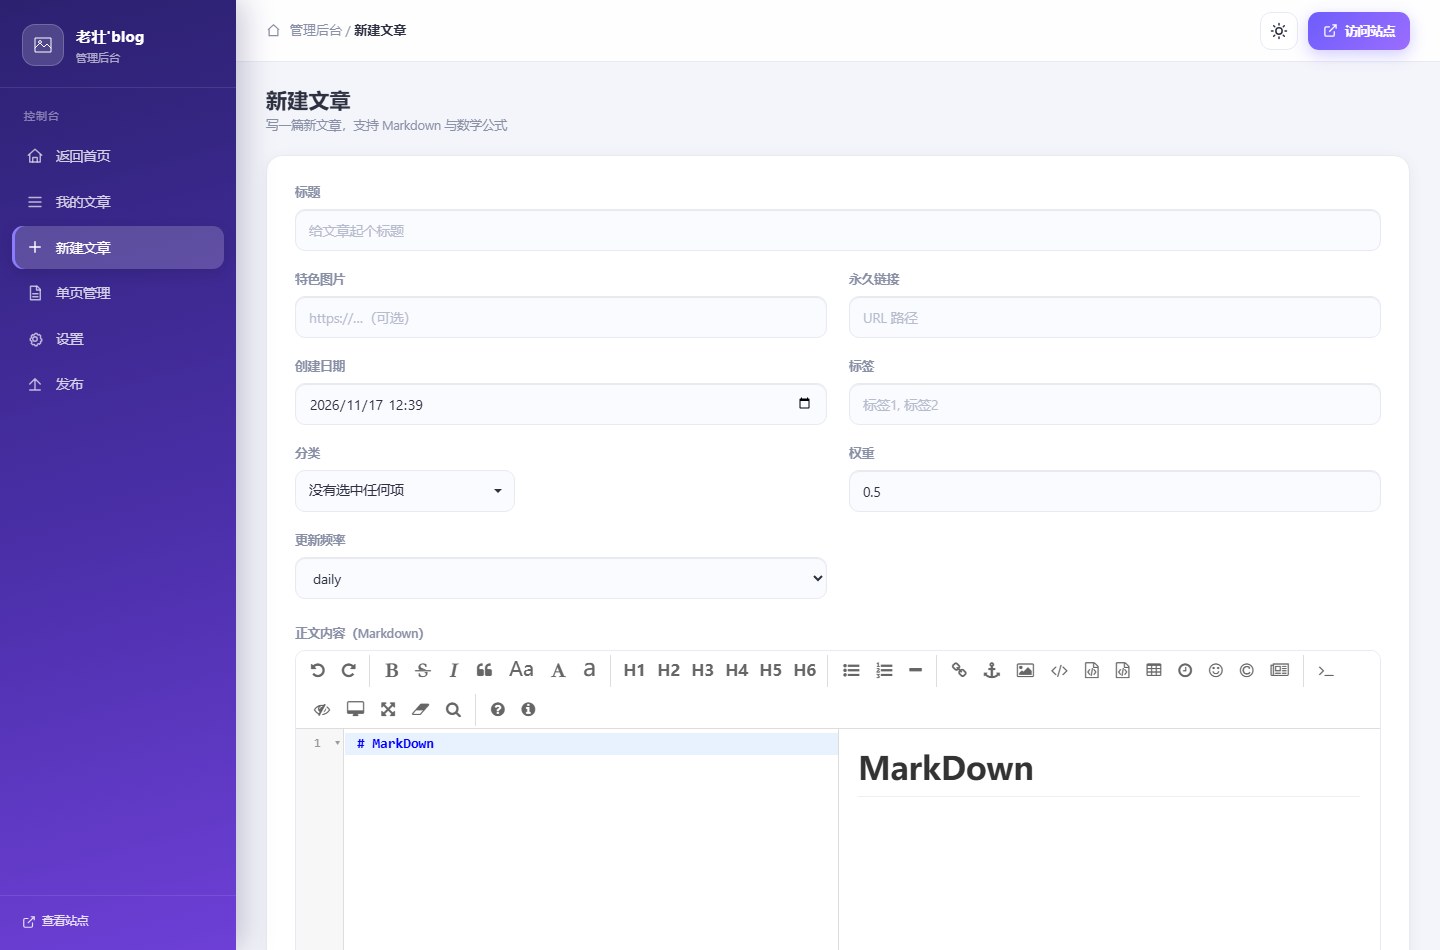 老壮'blog
管理后台
控制台
返回首页
我的文章
新建文章
单页管理
设置
发布
查看站点
管理后台 / 新建文章
访问站点
新建文章
写一篇新文章，支持 Markdown 与数学公式
标题
给文章起个标题
特色图片
永久链接
https://...（可选）
URL 路径
创建日期
标签
2026/11/17 12:39
标签1, 标签2
分类
权重
没有选中任何项
0.5
更新频率
daily
正文内容（Markdown）
B S I Aa A a H1 H2 H3 H4 H5 H6
1
# MarkDown
MarkDown